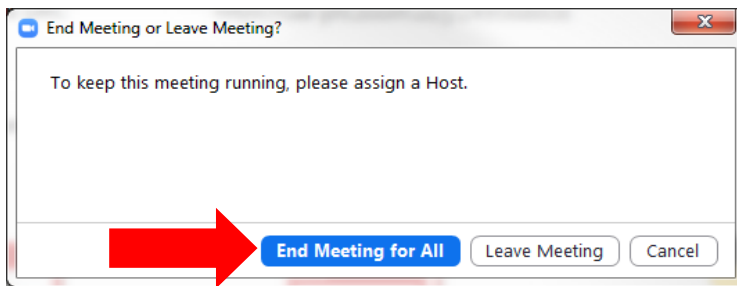 End Meeting or Leave Meeting?
To keep this meeting running, please assign a Host.
End Meeting for All Leave Meeting Cancel